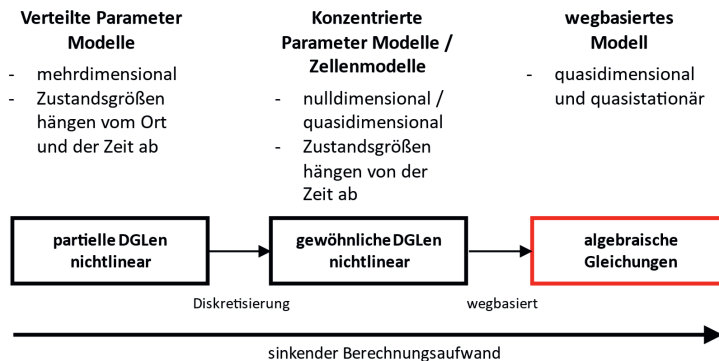 Verteilte Parameter
Modelle
- mehrdimensional
- Zustandsgrößen
hängen vom Ort
und der Zeit ab
Konzentrierte
Parameter Modelle /
Zellenmodelle
- nulldimensional /
quasidimensional
- Zustandsgrößen
hängen von der
Zeit ab
wegbasiertes
Modell
- quasidimensional
und quasistationär
partielle DGLen
nichtlinear
Diskretisierung
gewöhnliche DGLen
nichtlinear
wegbasiert
algebraische
Gleichungen
sinkender Berechnungsaufwand